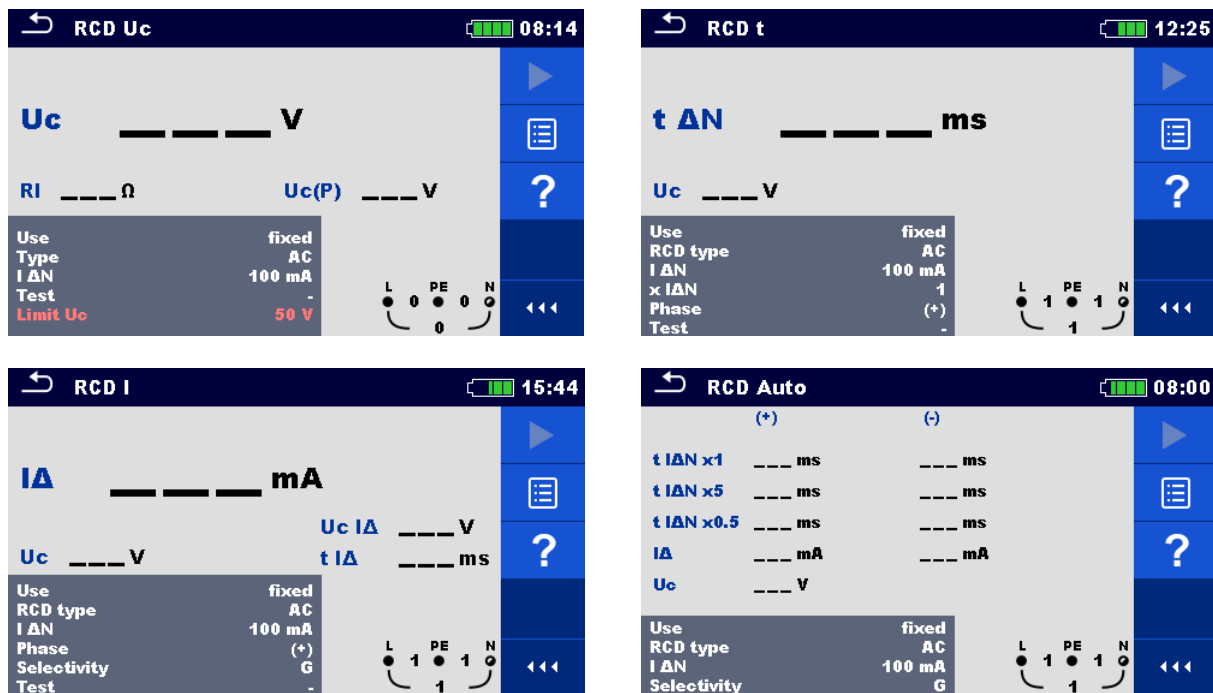 RCD Uc 08:14
Uc ___ V
RI ___ Ω Uc(P) ___ V
?
Use fixed
Type AC
I ΔN 100 mA
Test -
Limit Uc 50 V
L PE N
0 0
0
RCD t 12:25
t ΔN ___ ms
Uc ___ V
?
Use fixed
RCD type AC
I ΔN 100 mA
x IΔN 1
Phase (+)
Test -
L PE N
1 1
1
RCD I 15:44
IΔ ___ mA
Uc IΔ ___ V
Uc ___ V t IΔ ___ ms
?
Use fixed
RCD type AC
I ΔN 100 mA
Phase (+)
Selectivity G
Test -
L PE N
1 1
1
RCD Auto 08:00
(+) (-)
t IΔN x1 ___ ms ___ ms
t IΔN x5 ___ ms ___ ms
t IΔN x0.5 ___ ms ___ ms
IΔ ___ mA ___ mA
Uc ___ V
?
Use fixed
RCD type AC
I ΔN 100 mA
Selectivity G
L PE N
1 1
1